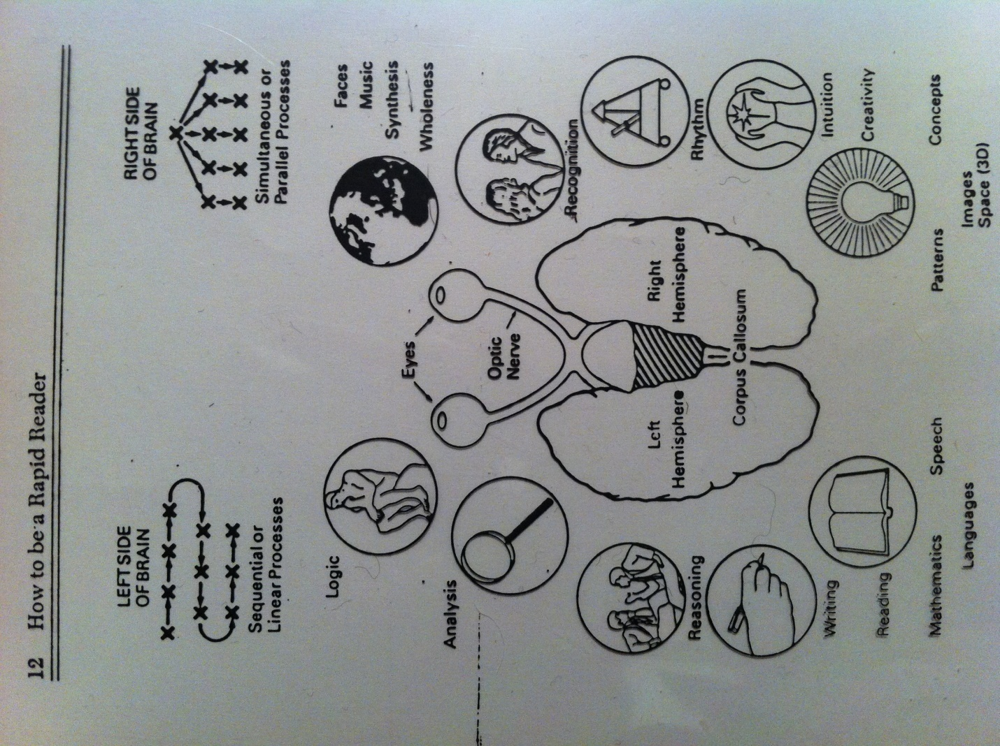 12 How to be a Rapid Reader
LEFT SIDE
OF BRAIN
Sequential or
Linear Processes
RIGHT SIDE
OF BRAIN
Simultaneous or
Parallel Processes
Logic
Analysis
Reasoning
Writing
Reading
Mathematics
Languages
Speech
Eyes
Optic
Nerve
Left
Hemisphere
Right
Hemisphere
Corpus Callosum
Faces
Music
Synthesis
Wholeness
Recognition
Rhythm
Intuition
Creativity
Concepts
Patterns
Images
Space (3D)